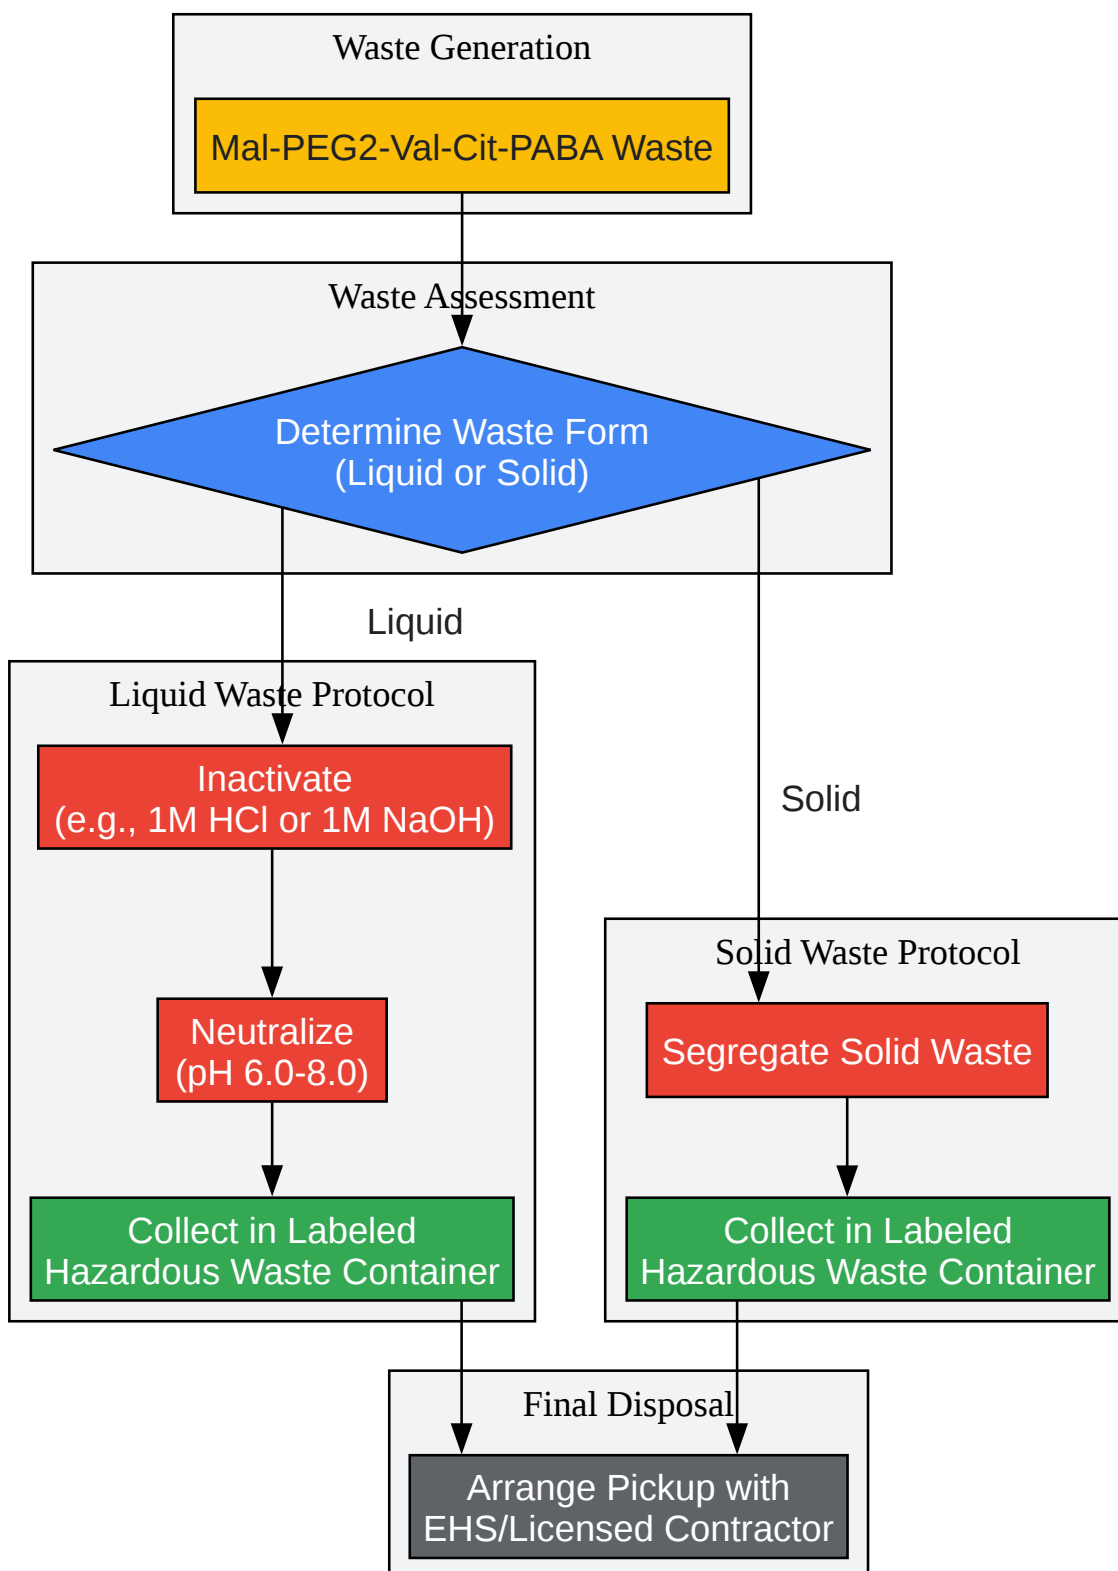 Waste Generation
Mal-PEG2-Val-Cit-PABA Waste
Waste Assessment
Determine Waste Form
(Liquid or Solid)
Liquid
Liquid Waste Protocol
Inactivate
(e.g., 1M HCl or 1M NaOH)
Neutralize
(pH 6.0-8.0)
Collect in Labeled
Hazardous Waste Container
Solid
Solid Waste Protocol
Segregate Solid Waste
Collect in Labeled
Hazardous Waste Container
Final Disposal
Arrange Pickup with
EHS/Licensed Contractor